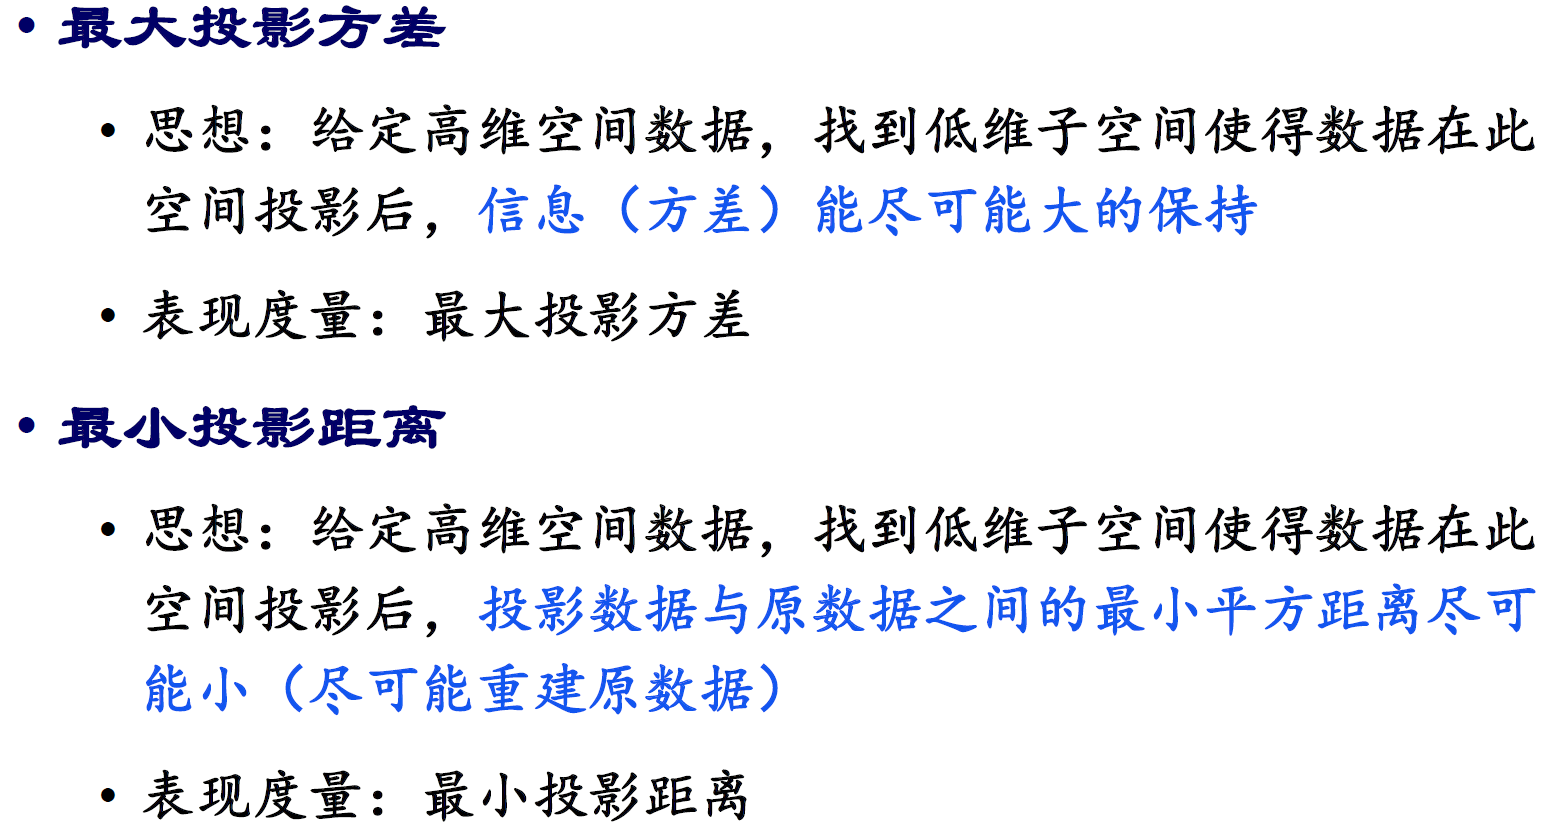 • 最大投影方差
• 思想：给定高维空间数据，找到低维子空间使得数据在此
空间投影后，信息（方差）能尽可能大的保持
• 表现度量：最大投影方差
• 最小投影距离
• 思想：给定高维空间数据，找到低维子空间使得数据在此
空间投影后，投影数据与原数据之间的最小平方距离尽可
能小（尽可能重建原数据）
• 表现度量：最小投影距离